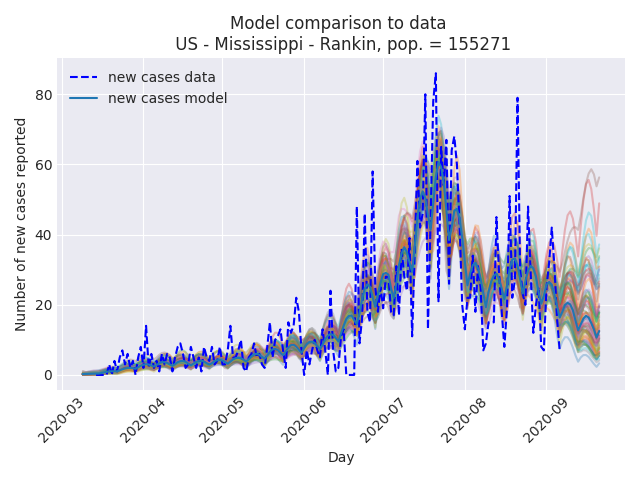 Model comparison to data
US - Mississippi - Rankin, pop. = 155271
new cases data
new cases model
Number of new cases reported
80
60
40
20
0
2020-03
2020-04
2020-05
2020-06
2020-07
2020-08
2020-09
Day